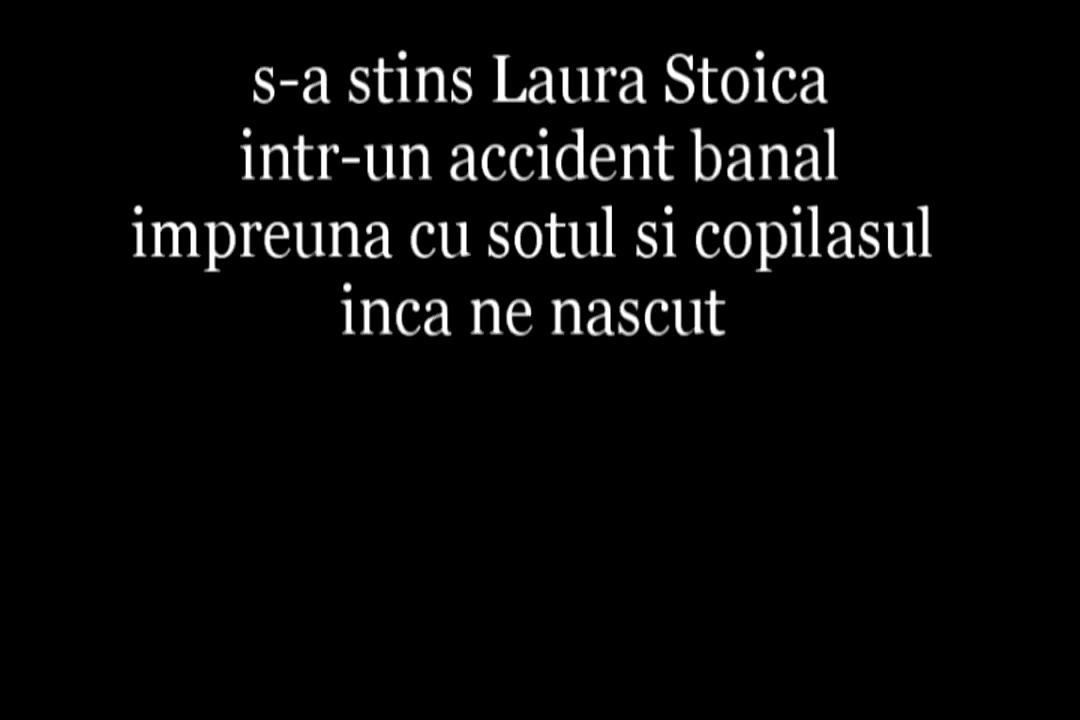 s-a stins Laura Stoica
intr-un accident banal
impreuna cu sotul si copilasul
inca ne nascut